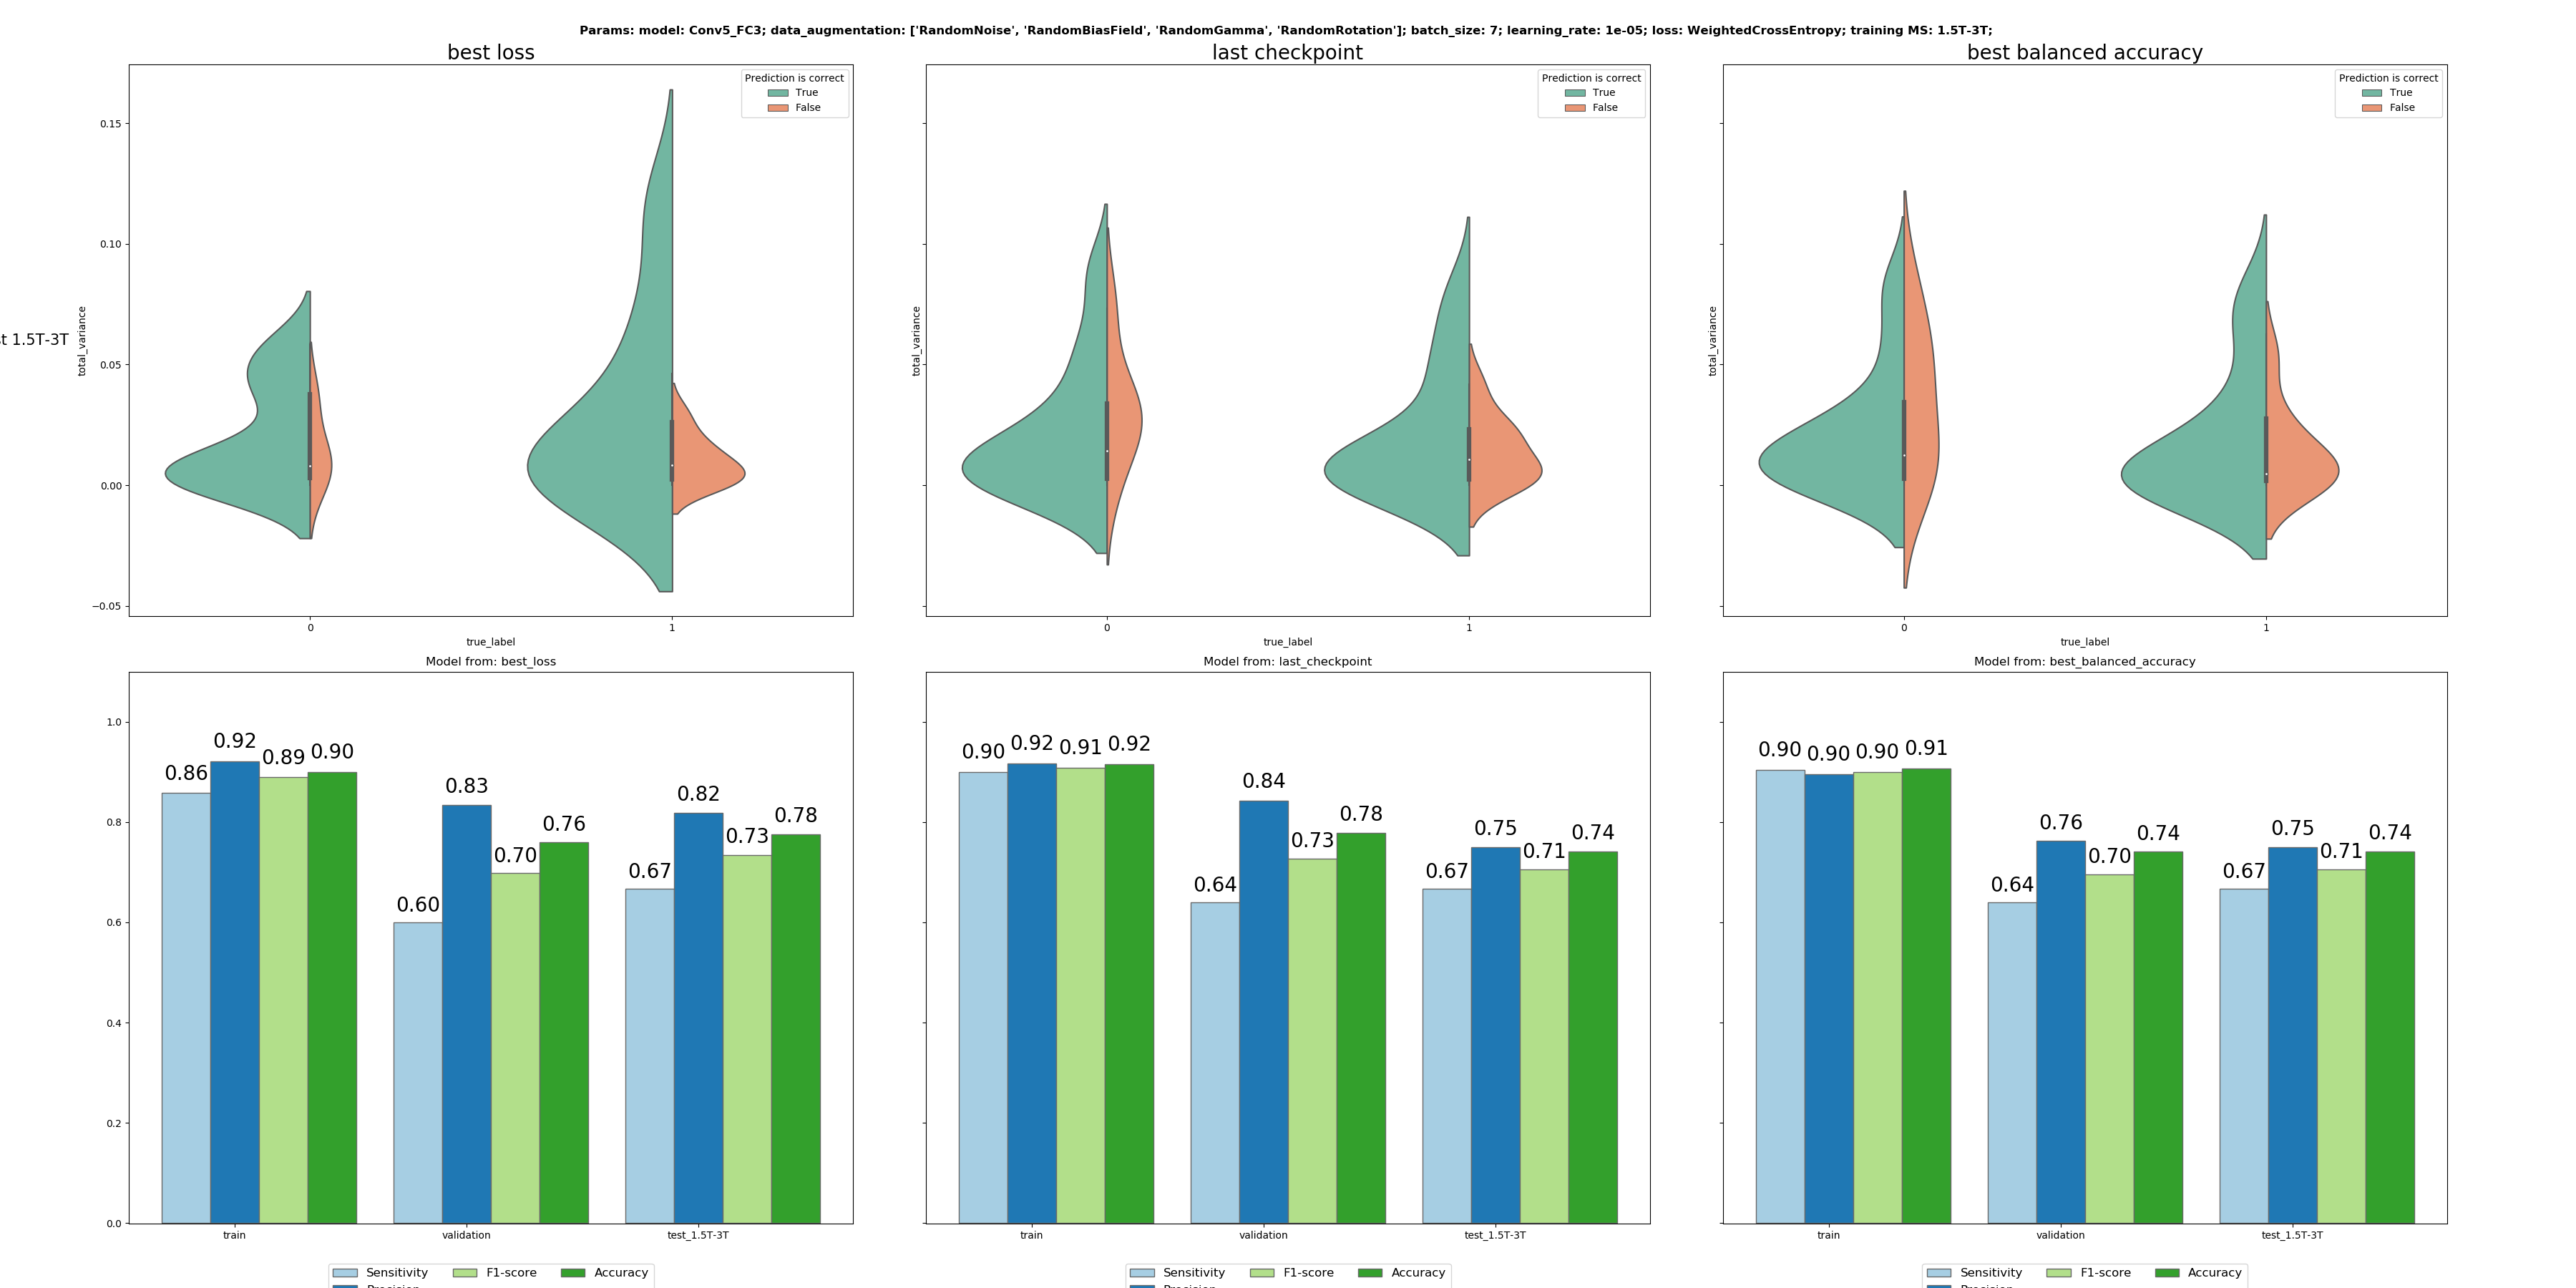 Params: model: Conv5_FC3; data_augmentation: ['RandomNoise', 'RandomBiasField', 'RandomGamma', 'RandomRotation']; batch_size: 7; learning_rate: 1e-05; loss: WeightedCrossEntropy; training MS: 1.5T-3T;
best loss
last checkpoint
best balanced accuracy
Prediction is correct
True
False
Prediction is correct
True
False
Prediction is correct
True
False
0.15
0.10
0.05
0.00
−0.05
1.5T-3T
total_variance
total_variance
total_variance
0 1
0 1
0 1
true_label
true_label
true_label
Model from: best_loss
Model from: last_checkpoint
Model from: best_balanced_accuracy
1.0
0.8
0.6
0.4
0.2
0.0
0.86 0.92 0.89 0.90
0.60 0.83 0.70 0.76
0.67 0.82 0.73 0.78
0.90 0.92 0.91 0.92
0.64 0.84 0.73 0.78
0.67 0.75 0.71 0.74
0.90 0.90 0.90 0.91
0.64 0.76 0.70 0.74
0.67 0.75 0.71 0.74
train validation test_1.5T-3T
train validation test_1.5T-3T
train validation test_1.5T-3T
Sensitivity F1-score Accuracy
Precision
Sensitivity F1-score Accuracy
Precision
Sensitivity F1-score Accuracy
Precision